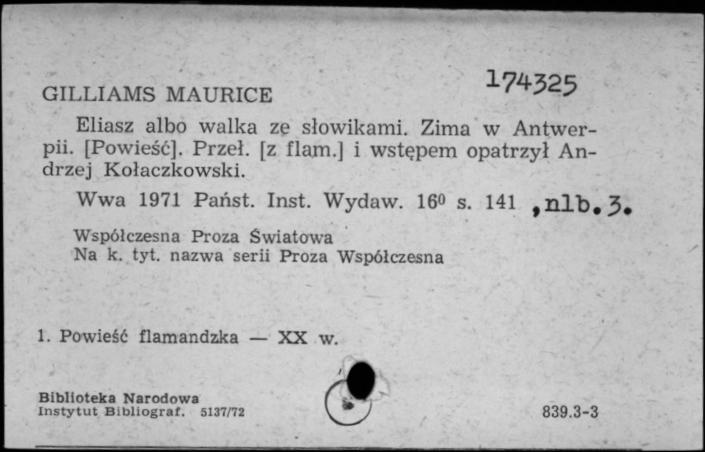 174325
GILLIAMS MAURICE
Eliasz albo walka ze słowikami. Zima w Antwer-
pii. [Powieść]. Przeł. [z flam.] i wstępem opatrzył An-
drzej Kołaczkowski.
Wwa 1971 Państ. Inst. Wydaw. 16⁰ s. 141 , nlb. 3.
Współczesna Proza Światowa
Na k. tyt. nazwa serii Proza Współczesna
1. Powieść flamandzka — XX w.
Biblioteka Narodowa
Instytut Bibliograf. 5137/72 839.3-3